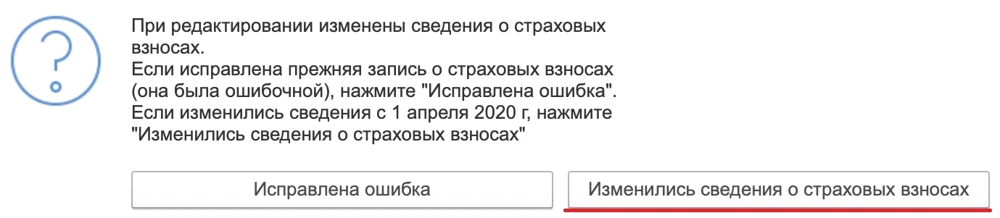 При редактировании изменены сведения о страховых
взносах.
Если исправлена прежняя запись о страховых взносах
(она была ошибочной), нажмите "Исправлена ошибка".
Если изменились сведения с 1 апреля 2020 г, нажмите
"Изменились сведения о страховых взносах"
Исправлена ошибка
Изменились сведения о страховых взносах